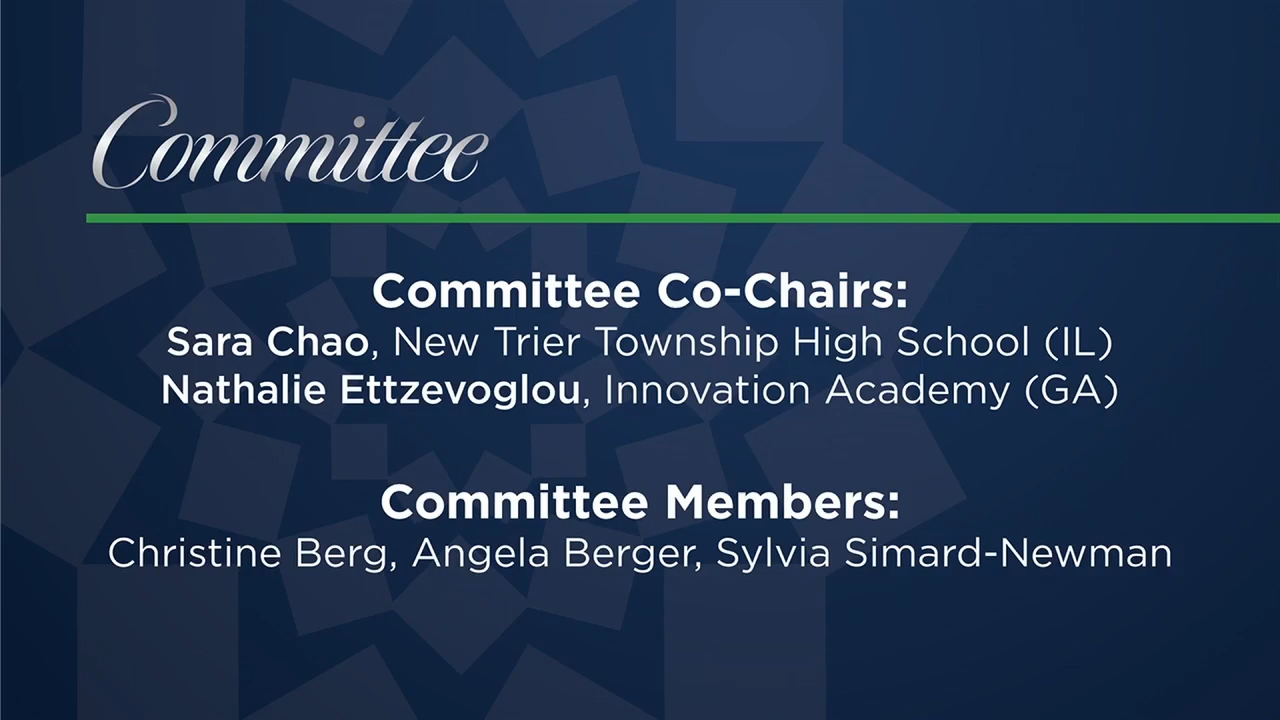 Committee
Committee Co-Chairs:
Sara Chao, New Trier Township High School (IL)
Nathalie Ettzevoglou, Innovation Academy (GA)
Committee Members:
Christine Berg, Angela Berger, Sylvia Simard-Newman